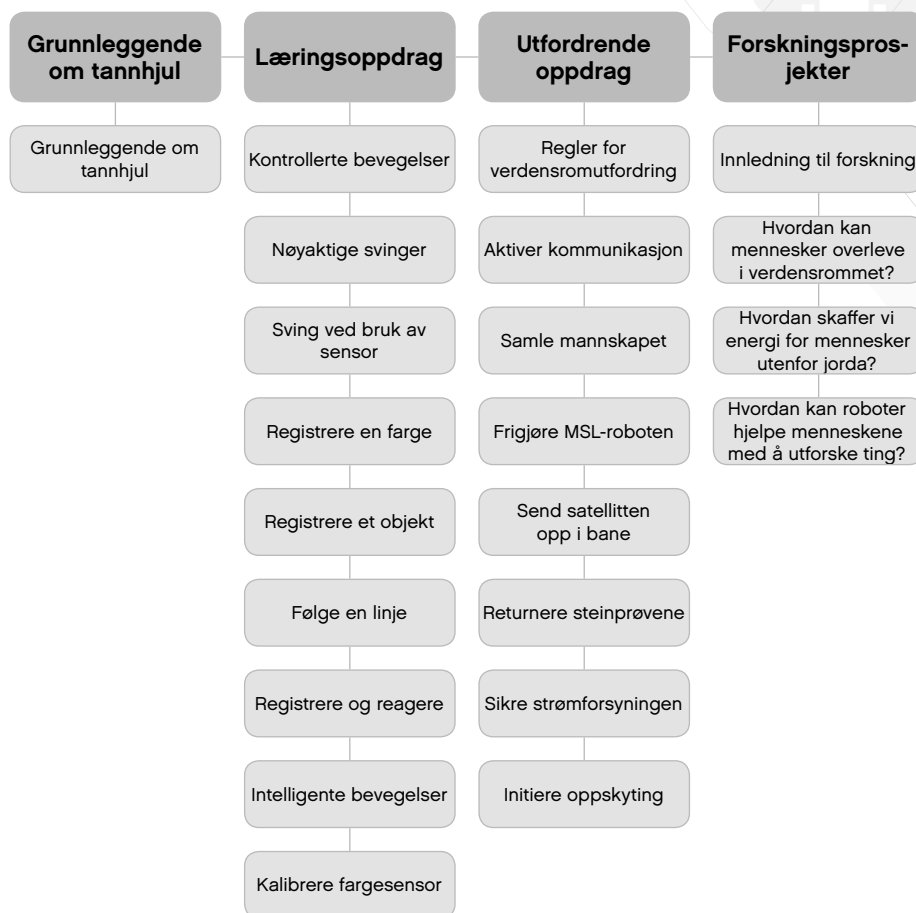 Grunnleggende
om tannhjul
Grunnleggende om
tannhjul
Læringsoppdrag
Kontrollerte bevegelser
Nøyaktige svinger
Sving ved bruk av
sensor
Registrere en farge
Registrere et objekt
Følge en linje
Registrere og reagere
Intelligente bevegelser
Kalibrere fargesensor
Utfordrende
oppdrag
Regler for
verdensromutfordring
Aktiver kommunikasjon
Samle mannskapet
Frigjøre MSL-roboten
Send satellitten
opp i bane
Returnere steinprøvene
Sikre strømforsyningen
Initiere oppskyting
Forskningspros-
jekter
Innledning til forskning
Hvordan kan
mennesker overleve
i verdensrommet?
Hvordan skaffer vi
energi for mennesker
utenfor jorda?
Hvordan kan roboter
hjelpe menneskene
med å utforske ting?